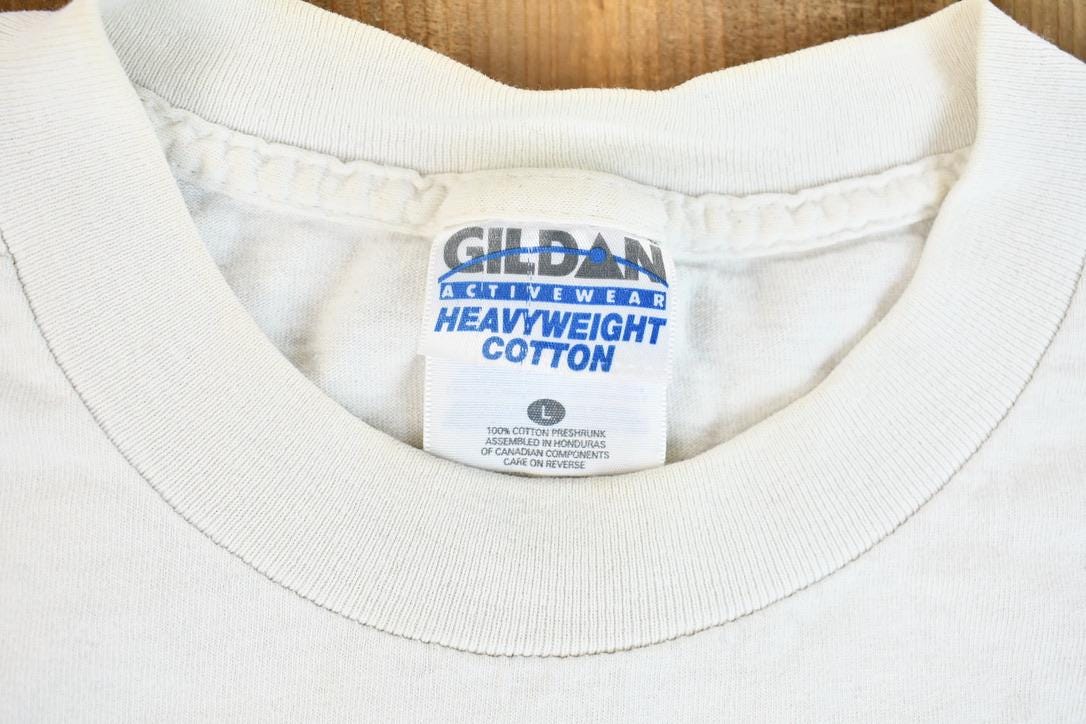 GILDAN
ACTIVEWEAR
HEAVYWEIGHT
COTTON
L
100% COTTON PRESHRUNK
ASSEMBLED IN HONDURAS
OF CANADIAN COMPONENTS
CARE ON REVERSE